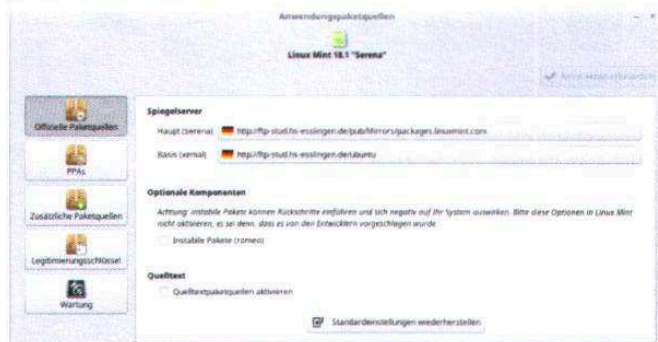 Anwendungspaketquellen
Linux Mint 18.1 "Serena"
Offizielle Paketquellen
PPAs
Zusätzliche Paketquellen
Legitimierungsschlüssel
Wartung
Spiegelserver
Haupt (serena) http://ftp-stud.hs-esslingen.de/pub/Mirrors/packages.linuxmint.com
Basis (xenial) http://ftp-stud.hs-esslingen.de/ubuntu
Optionale Komponenten
Achtung: instabile Pakete können Rückschritte einführen und sich negativ auf Ihr System auswirken. Bitte diese Optionen in Linux Mint
nicht aktivieren, es sei denn, dass es von den Entwicklern vorgeschlagen wurde.
Instabile Pakete (romeo)
Quelltext
Quelltextpaketquellen aktivieren
Standardeinstellungen wiederherstellen